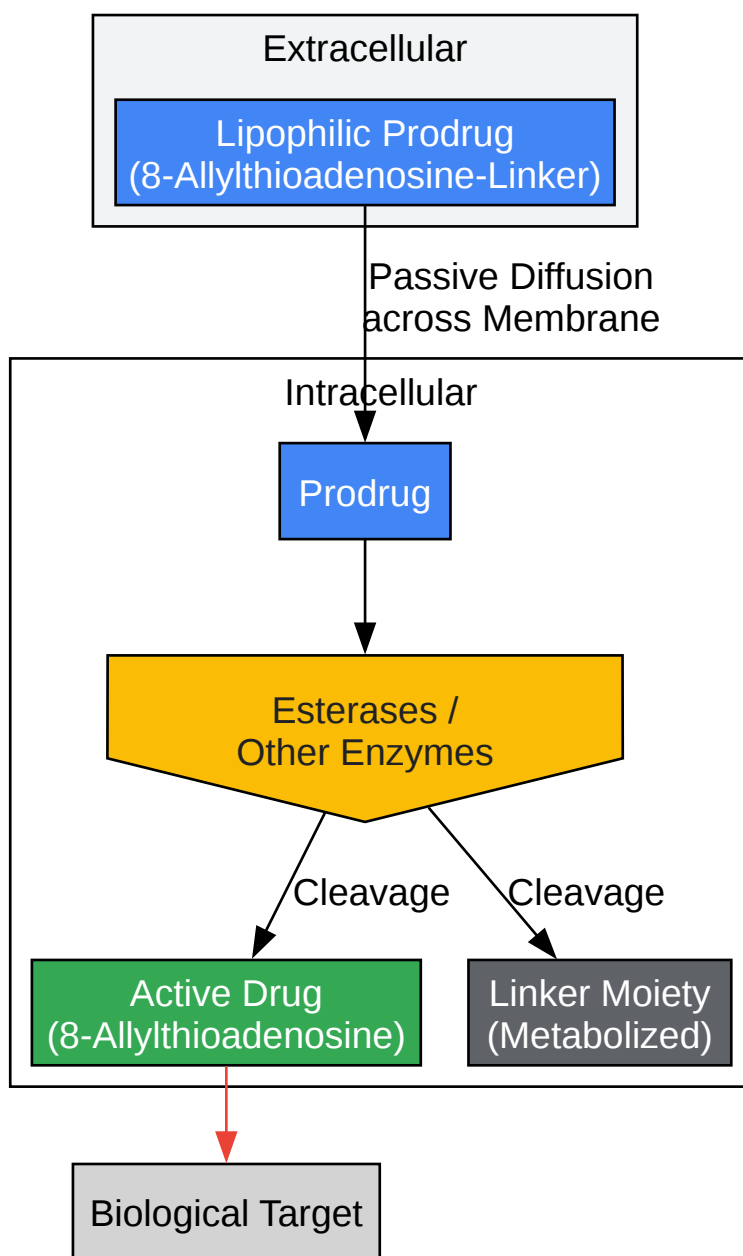 Extracellular
Lipophilic Prodrug
(8-Allylthioadenosine-Linker)
Passive Diffusion
across Membrane
Intracellular
Prodrug
Esterases /
Other Enzymes
Cleavage
Cleavage
Active Drug
(8-Allylthioadenosine)
Linker Moiety
(Metabolized)
Biological Target